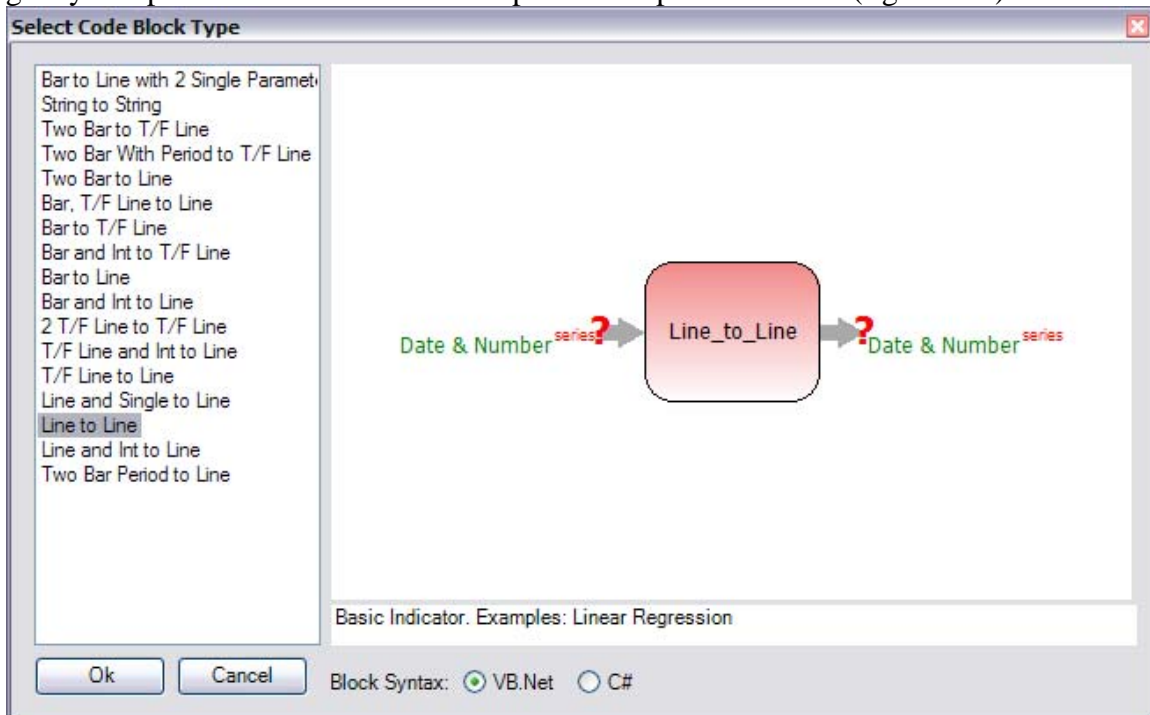 Select Code Block Type
Bar to Line with 2 Single Paramet
String to String
Two Bar to T/F Line
Two Bar With Period to T/F Line
Two Bar to Line
Bar, T/F Line to Line
Bar to T/F Line
Bar and Int to T/F Line
Bar to Line
Bar and Int to Line
2 T/F Line to T/F Line
T/F Line and Int to Line
T/F Line to Line
Line and Single to Line
Line to Line
Line and Int to Line
Two Bar Period to Line
Date & Number series ? Line_to_Line ? Date & Number series
Basic Indicator. Examples: Linear Regression
Ok Cancel Block Syntax: VB.Net C#